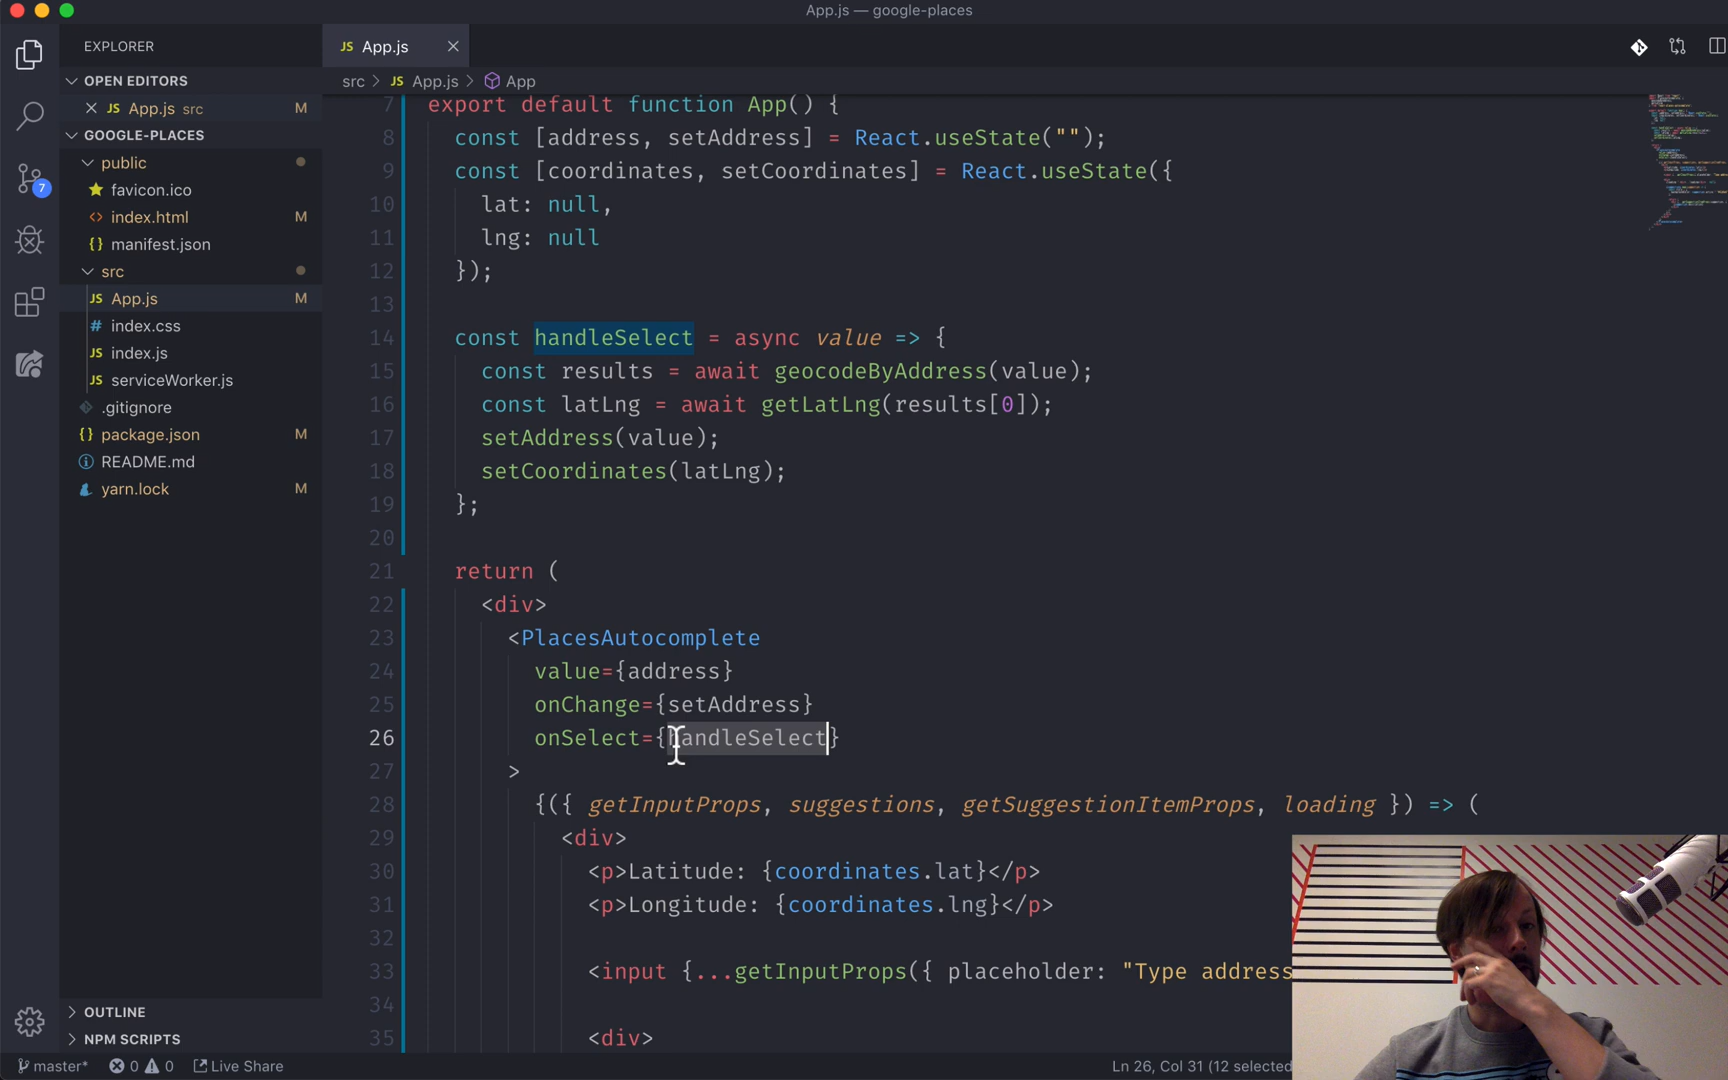 App.js — google-places
EXPLORER
JS App.js
OPEN EDITORS
JS App.js src M
src > JS App.js > App
GOOGLE-PLACES
public
favicon.ico
<> index.html M
{} manifest.json
src
JS App.js M
# index.css
JS index.js
JS serviceWorker.js
.gitignore
{} package.json M
README.md
yarn.lock M
7
OUTLINE
NPM SCRIPTS
7 export default function App() {
8 const [address, setAddress] = React.useState("");
9 const [coordinates, setCoordinates] = React.useState({
10 lat: null,
11 lng: null
12 });
13
14 const handleSelect = async value => {
15 const results = await geocodeByAddress(value);
16 const latLng = await getLatLng(results[0]);
17 setAddress(value);
18 setCoordinates(latLng);
19 };
20
21 return (
22 <div>
23 <PlacesAutocomplete
24 value={address}
25 onChange={setAddress}
26 onSelect={handleSelect}
27 >
28 {({ getInputProps, suggestions, getSuggestionItemProps, loading }) => (
29 <div>
30 <p>Latitude: {coordinates.lat}</p>
31 <p>Longitude: {coordinates.lng}</p>
32
33 <input {...getInputProps({ placeholder: "Type address
34
35 <div>
master* 0 0 Live Share
Ln 26, Col 31 (12 selected